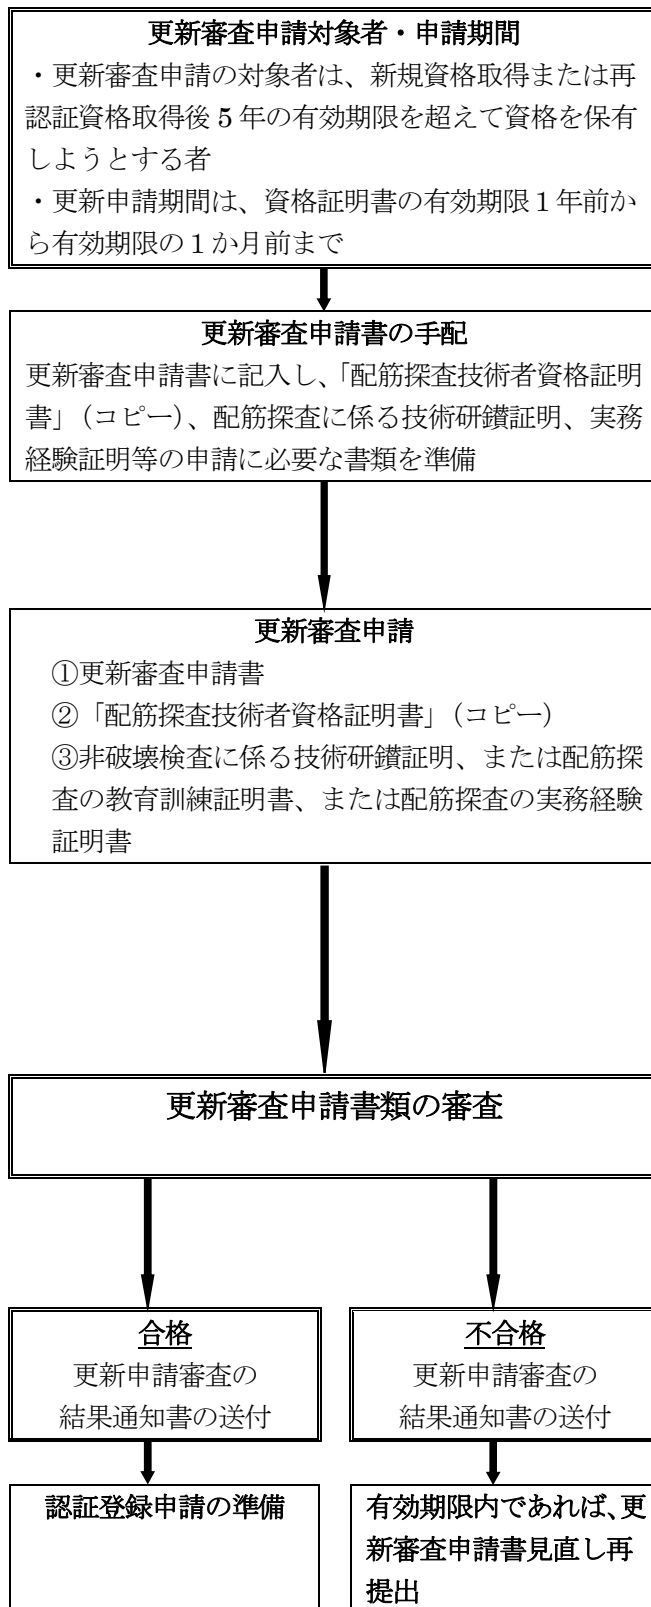 更新審査申請対象者・申請期間
・更新審査申請の対象者は、新規資格取得または再
認証資格取得後 5 年の有効期限を超えて資格を保有
しようとする者
・更新申請期間は、資格証明書の有効期限１年前か
ら有効期限の１か月前まで
更新審査申請書の手配
更新審査申請書に記入し、「配筋探査技術者資格証明
書」（コピー）、配筋探査に係る技術研鑽証明、実務
経験証明等の申請に必要な書類を準備
更新審査申請
①更新審査申請書
②「配筋探査技術者資格証明書」（コピー）
③非破壊検査に係る技術研鑽証明、または配筋探
査の教育訓練証明書、または配筋探査の実務経験
証明書
更新審査申請書類の審査
合格
更新申請審査の
結果通知書の送付
不合格
更新申請審査の
結果通知書の送付
認証登録申請の準備
有効期限内であれば、更
新審査申請書見直し再
提出